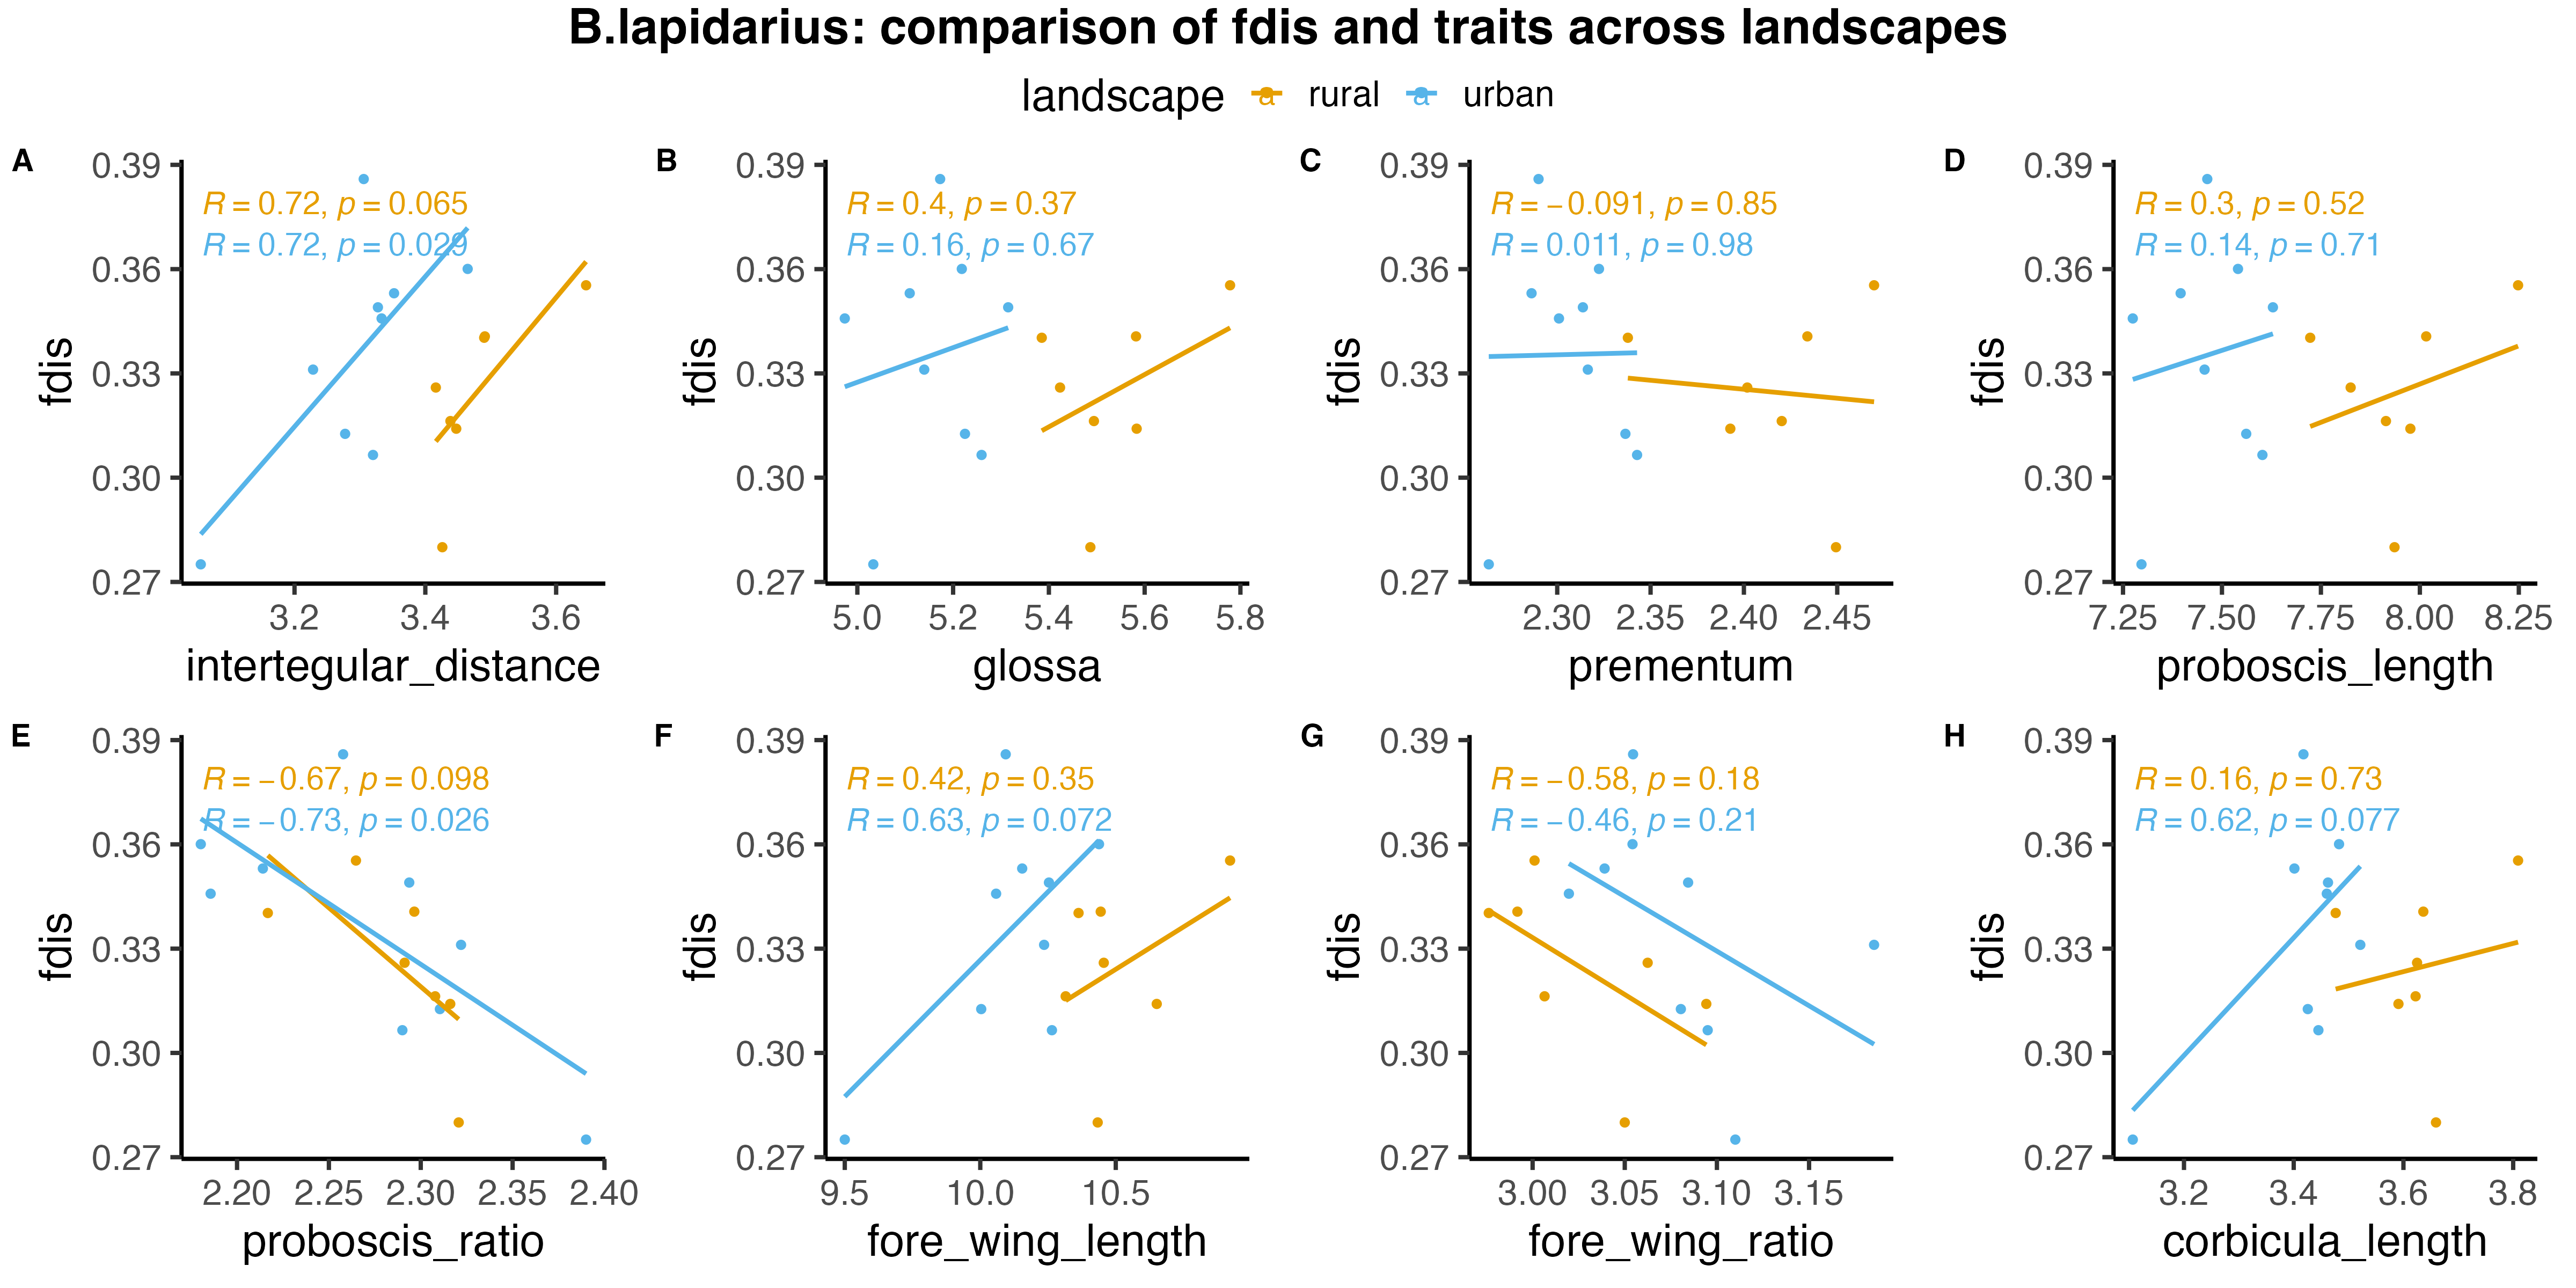 B.lapidarius: comparison of fdis and traits across landscapes
landscape a rural a urban
A
0.39
0.36
0.33
0.30
0.27
fdis
R = 0.72, p = 0.065
R = 0.72, p = 0.029
3.2 3.4 3.6
intertegular_distance
B
0.39
0.36
0.33
0.30
0.27
fdis
R = 0.4, p = 0.37
R = 0.16, p = 0.67
5.0 5.2 5.4 5.6 5.8
glossa
C
0.39
0.36
0.33
0.30
0.27
fdis
R = −0.091, p = 0.85
R = 0.011, p = 0.98
2.30 2.35 2.40 2.45
prementum
D
0.39
0.36
0.33
0.30
0.27
fdis
R = 0.3, p = 0.52
R = 0.14, p = 0.71
7.25 7.50 7.75 8.00 8.25
proboscis_length
E
0.39
0.36
0.33
0.30
0.27
fdis
R = −0.67, p = 0.098
R = −0.73, p = 0.026
2.20 2.25 2.30 2.35 2.40
proboscis_ratio
F
0.39
0.36
0.33
0.30
0.27
fdis
R = 0.42, p = 0.35
R = 0.63, p = 0.072
9.5 10.0 10.5
fore_wing_length
G
0.39
0.36
0.33
0.30
0.27
fdis
R = −0.58, p = 0.18
R = −0.46, p = 0.21
3.00 3.05 3.10 3.15
fore_wing_ratio
H
0.39
0.36
0.33
0.30
0.27
fdis
R = 0.16, p = 0.73
R = 0.62, p = 0.077
3.2 3.4 3.6 3.8
corbicula_length